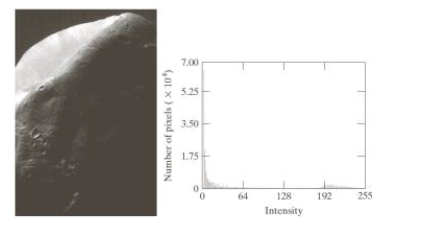 Number of pixels ( × 10⁴)
7.00
5.25
3.50
1.75
0
0 64 128 192 255
Intensity